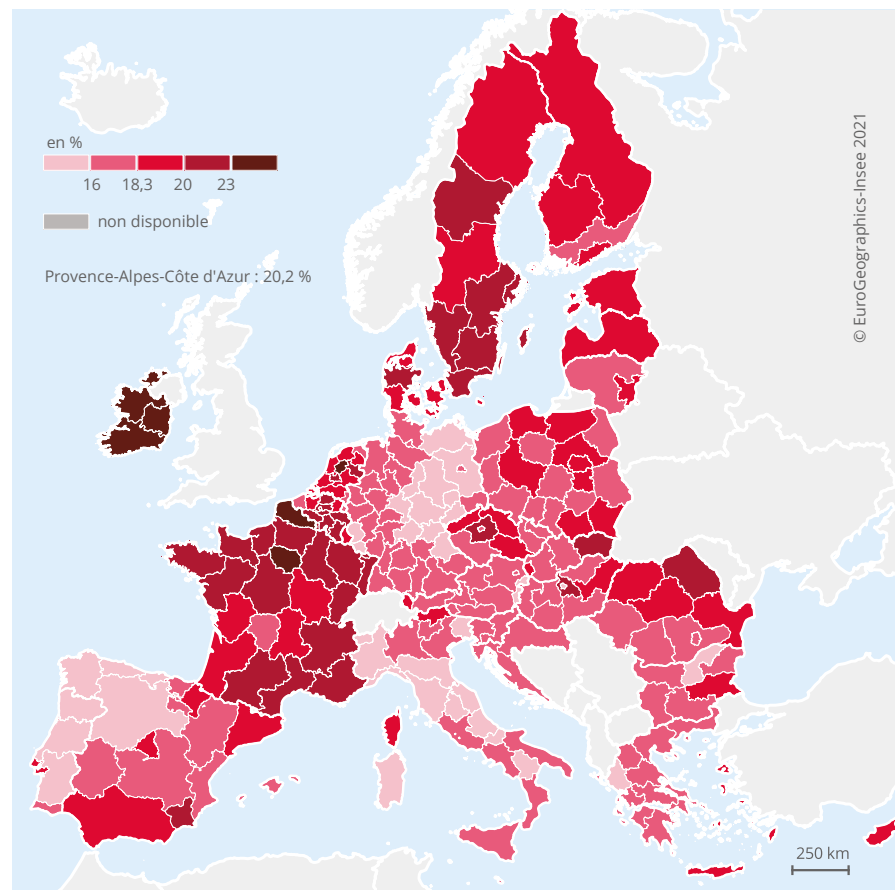 en %
16 18,3 20 23
non disponible
Provence-Alpes-Côte d'Azur : 20,2 %
© EuroGeographics-Insee 2021
250 km